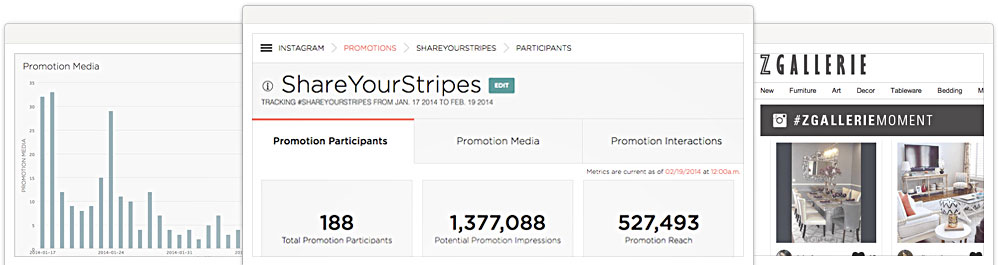 Promotion Media
35
30
25
20
15
10
5
0
PROMOTION MEDIA
2014-01-17
2014-01-24
2014-01-31
2014-
INSTAGRAM
PROMOTIONS
SHAREYOURSTRIPES
PARTICIPANTS
ShareYourStripes
EDIT
TRACKING #SHAREYOURSTRIPES FROM JAN. 17 2014 TO FEB. 19 2014
Promotion Participants
Promotion Media
Promotion Interactions
Metrics are current as of 02/19/2014 at 12:00a.m.
188
Total Promotion Participants
1,377,088
Potential Promotion Impressions
527,493
Promotion Reach
Z GALLERIE
New Furniture Art Decor Tableware Bedding M
#ZGALLERIEMOMENT